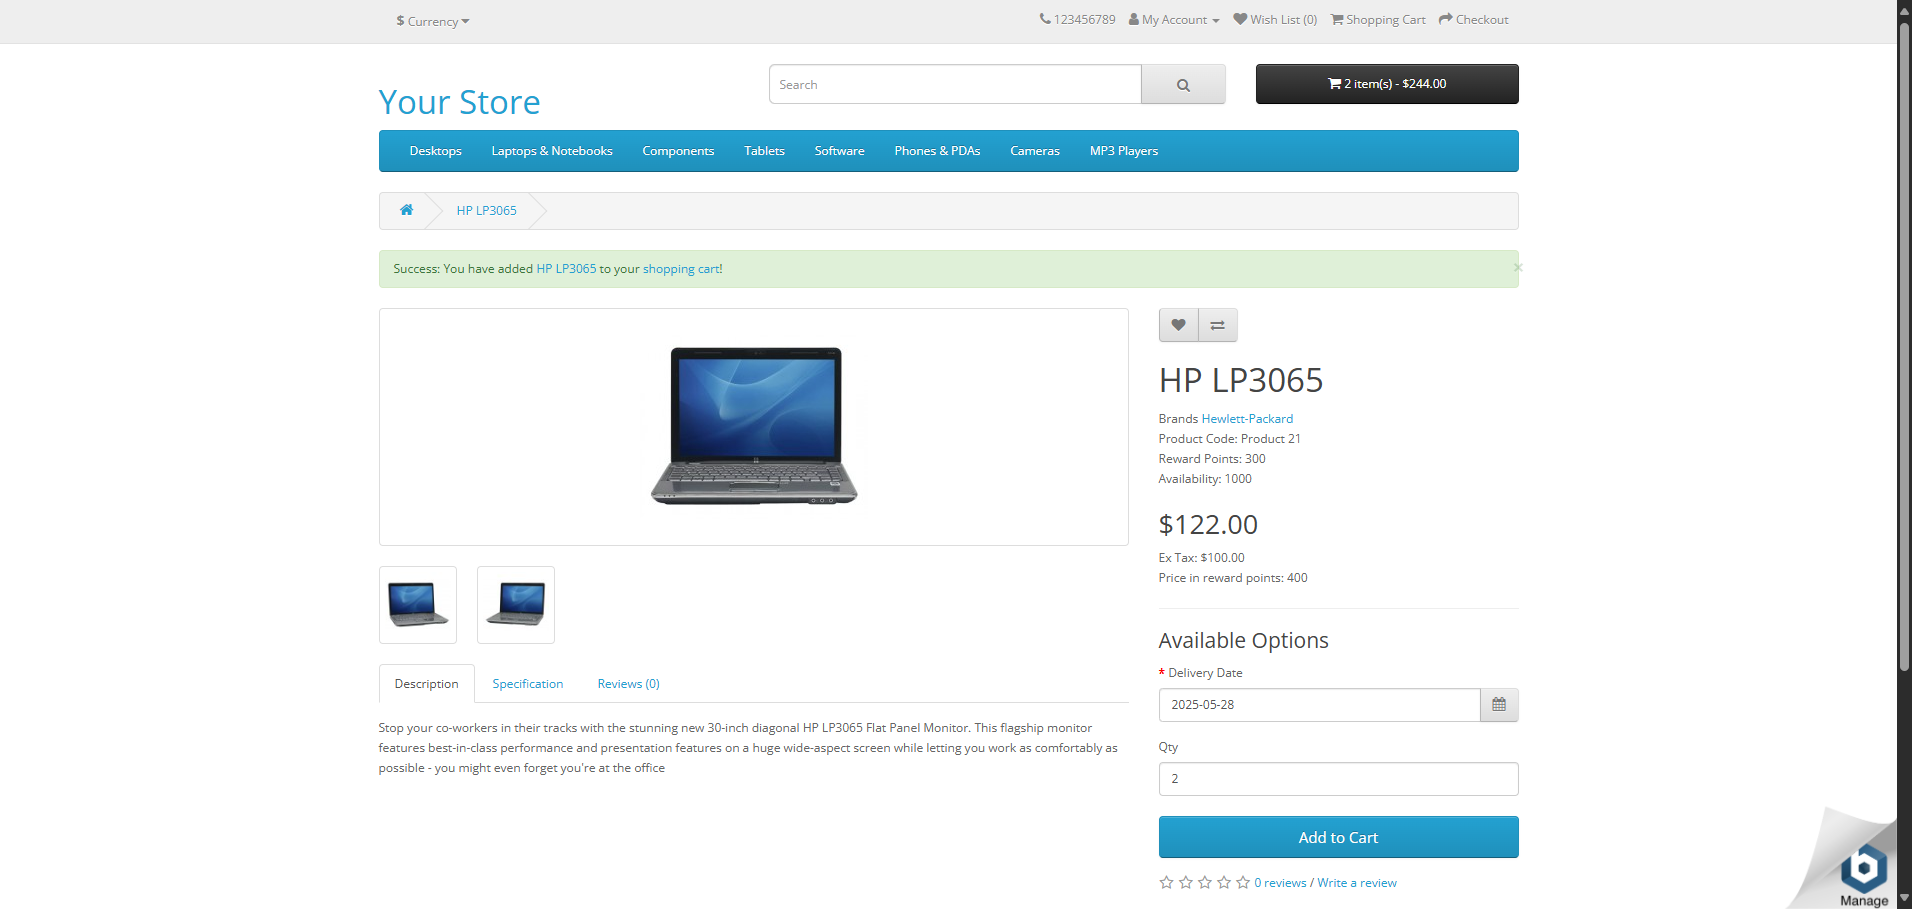 $ Currency
123456789 My Account Wish List (0) Shopping Cart Checkout
Your Store
Search
2 item(s) - $244.00
Desktops Laptops & Notebooks Components Tablets Software Phones & PDAs Cameras MP3 Players
HP LP3065
Success: You have added HP LP3065 to your shopping cart!
×
HP LP3065
Brands Hewlett-Packard
Product Code: Product 21
Reward Points: 300
Availability: 1000
$122.00
Ex Tax: $100.00
Price in reward points: 400
Available Options
* Delivery Date
2025-05-28
Qty
2
Add to Cart
0 reviews / Write a review
Description Specification Reviews (0)
Stop your co-workers in their tracks with the stunning new 30-inch diagonal HP LP3065 Flat Panel Monitor. This flagship monitor
features best-in-class performance and presentation features on a huge wide-aspect screen while letting you work as comfortably as
possible - you might even forget you're at the office
b
Manage